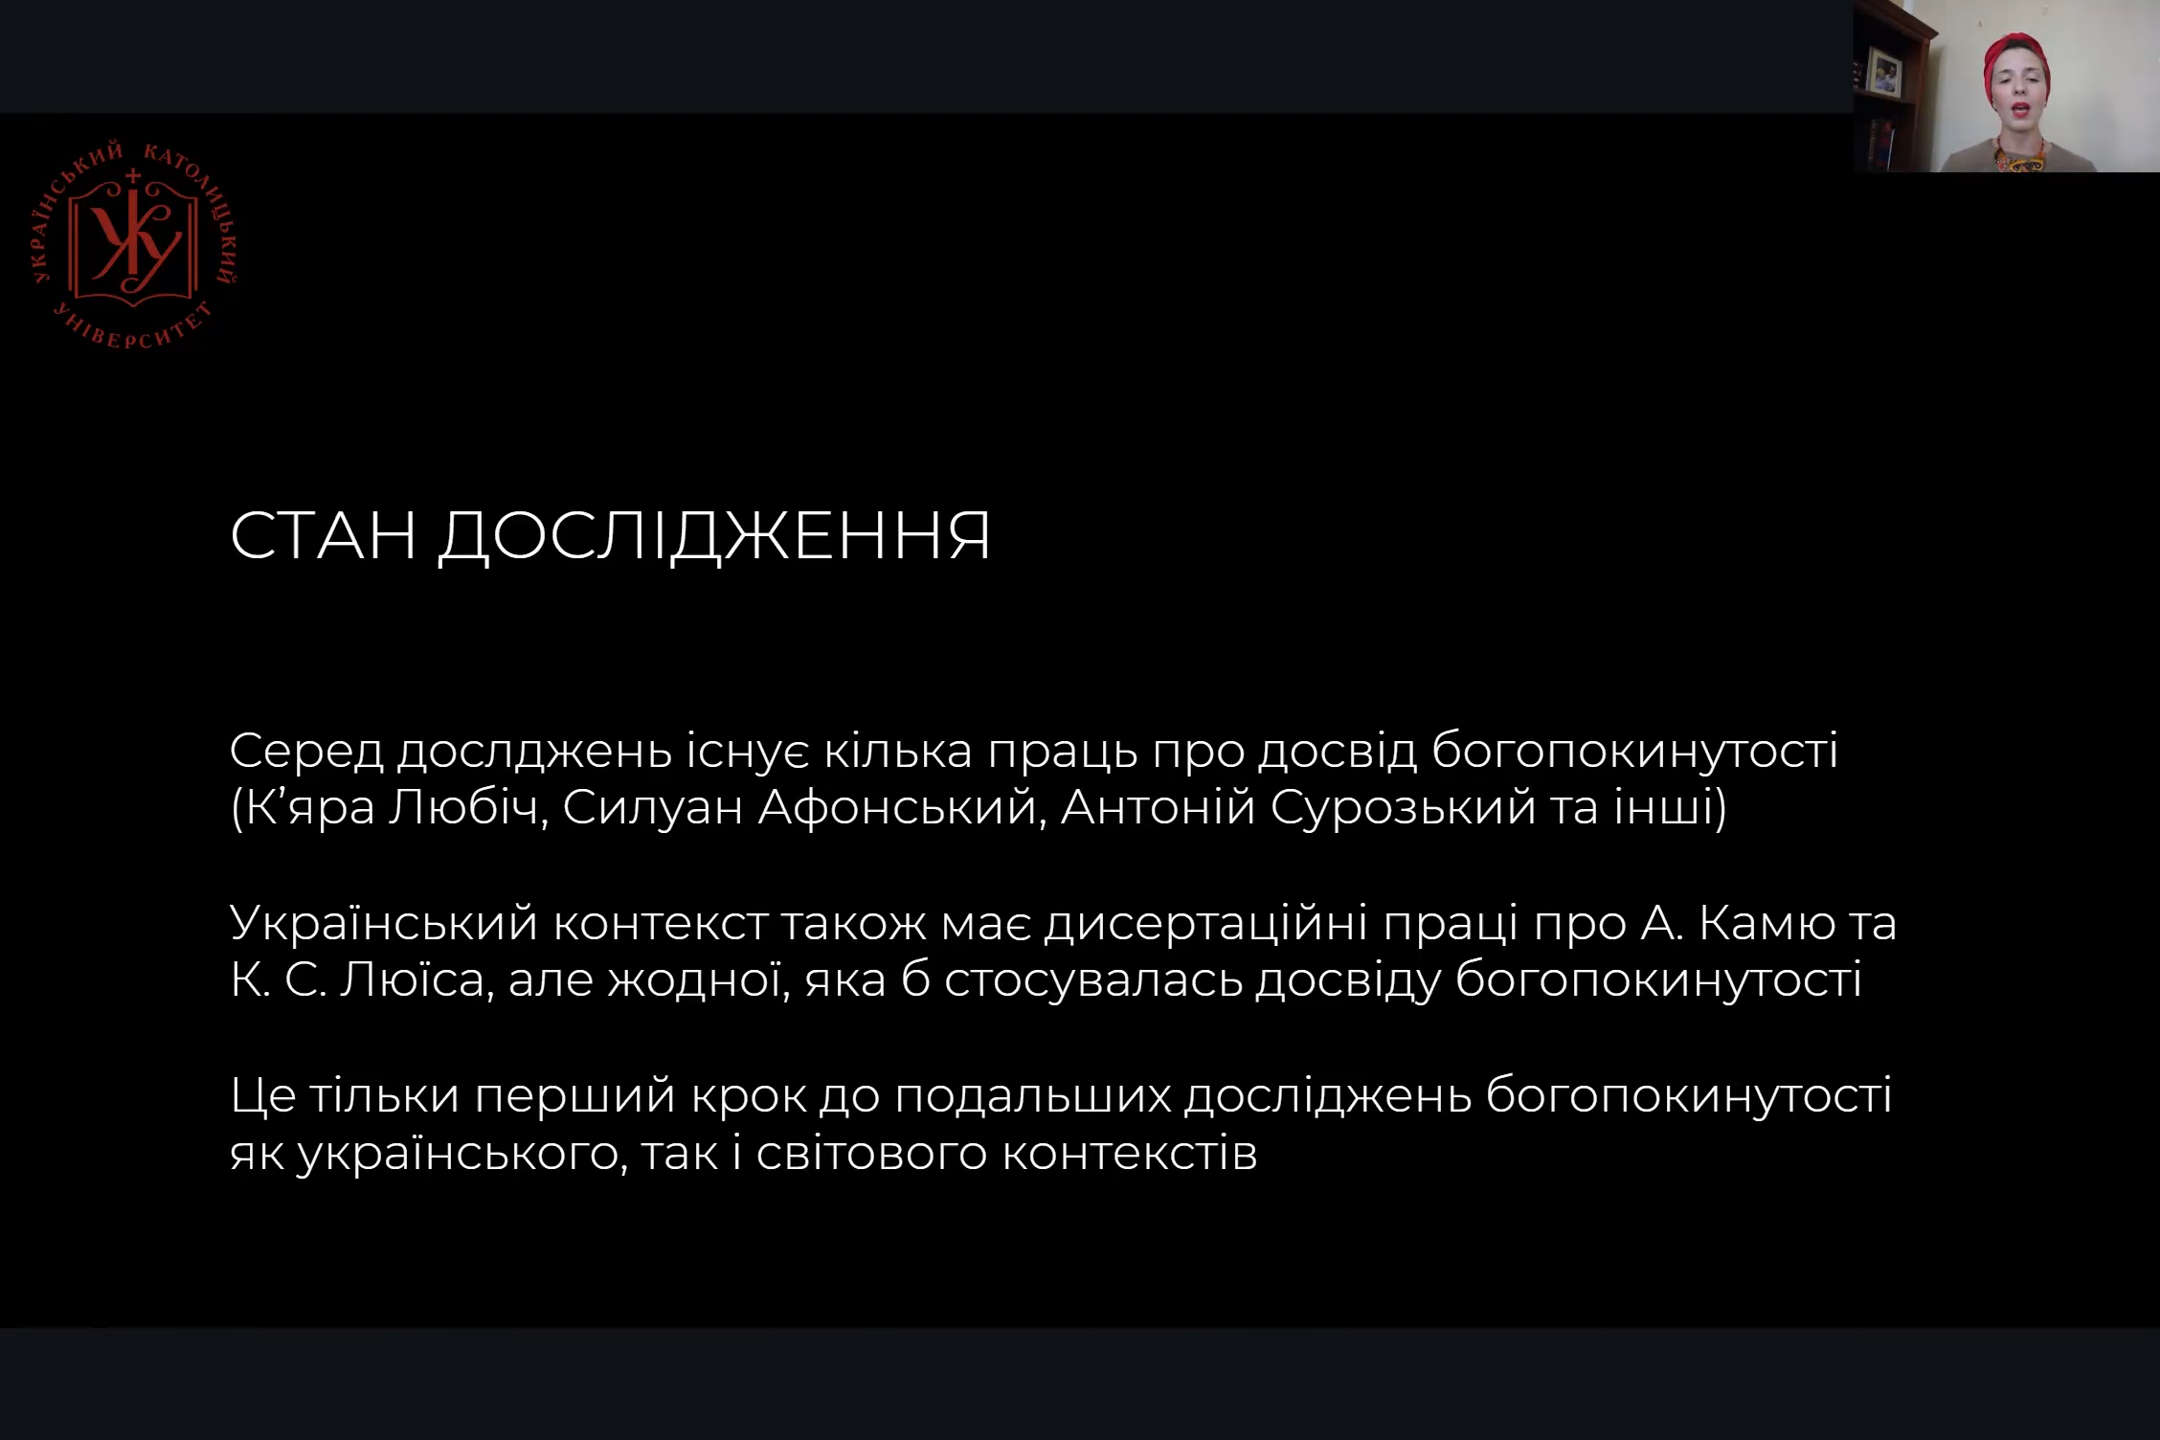 УКРАЇНСЬКИЙ КАТОЛИЦЬКИЙ
УНІВЕРСИТЕТ
СТАН ДОСЛІДЖЕННЯ
Серед дослджень існує кілька праць про досвід богопокинутості
(К’яра Любіч, Силуан Афонський, Антоній Сурозький та інші)
Український контекст також має дисертаційні праці про А. Камю та
К. С. Люїса, але жодної, яка б стосувалась досвіду богопокинутості
Це тільки перший крок до подальших досліджень богопокинутості
як українського, так і світового контекстів